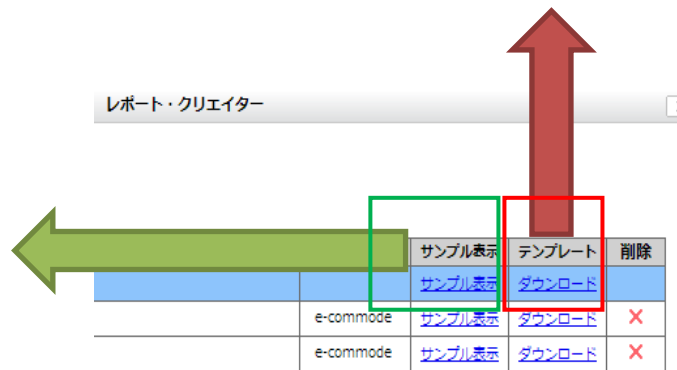 レポート・クリエイター
サンプル表示 テンプレート 削除
サンプル表示 ダウンロード
e-commode サンプル表示 ダウンロード ×
e-commode サンプル表示 ダウンロード ×